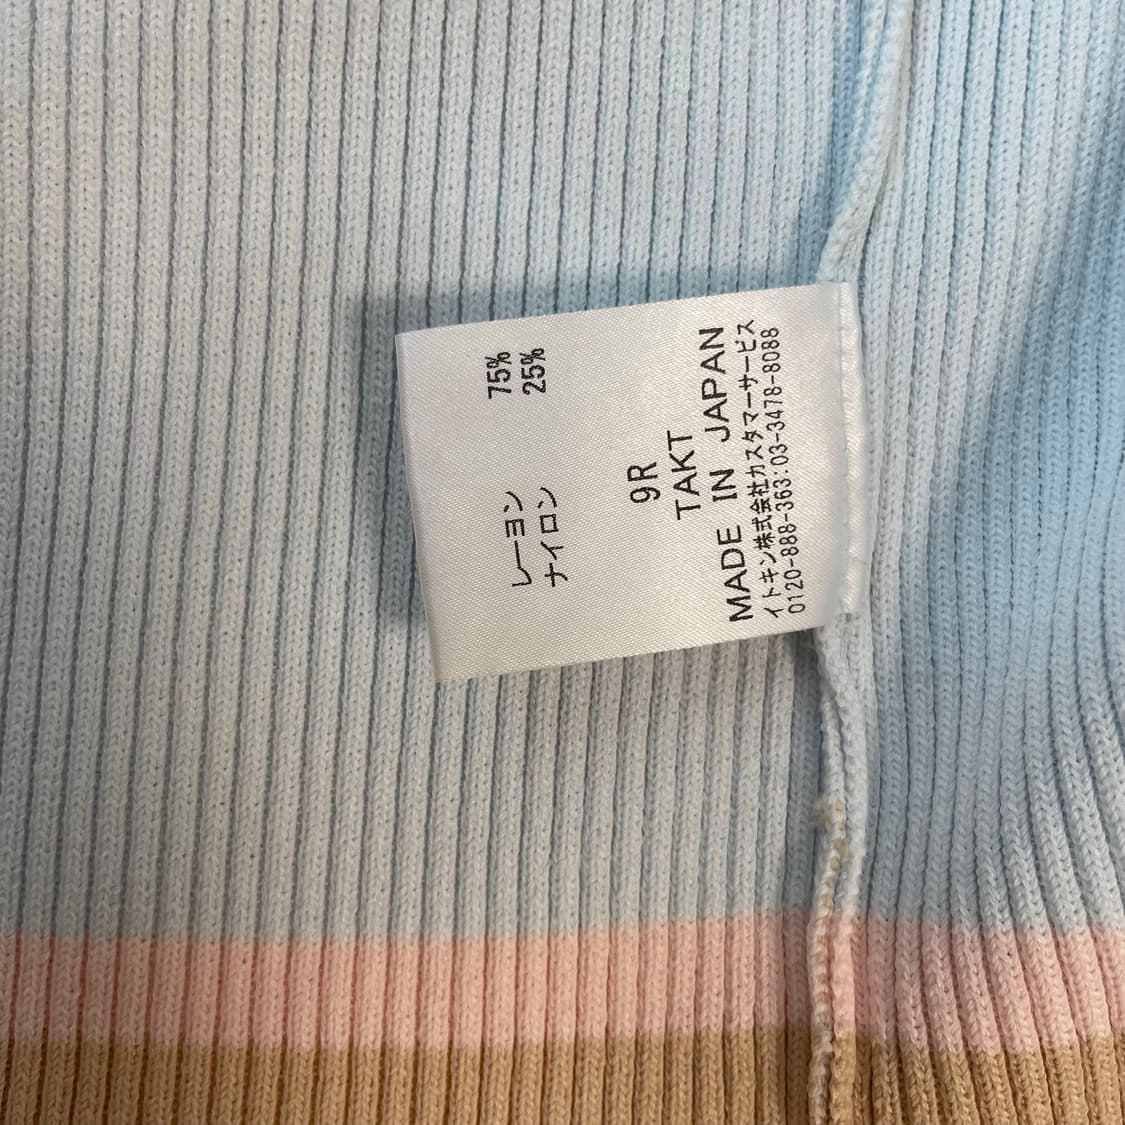 レーヨン 75%
ナイロン 25%
9R
TAKT
MADE IN JAPAN
イトキン株式会社カスタマーサービス
0120-888-363:03-3478-8088